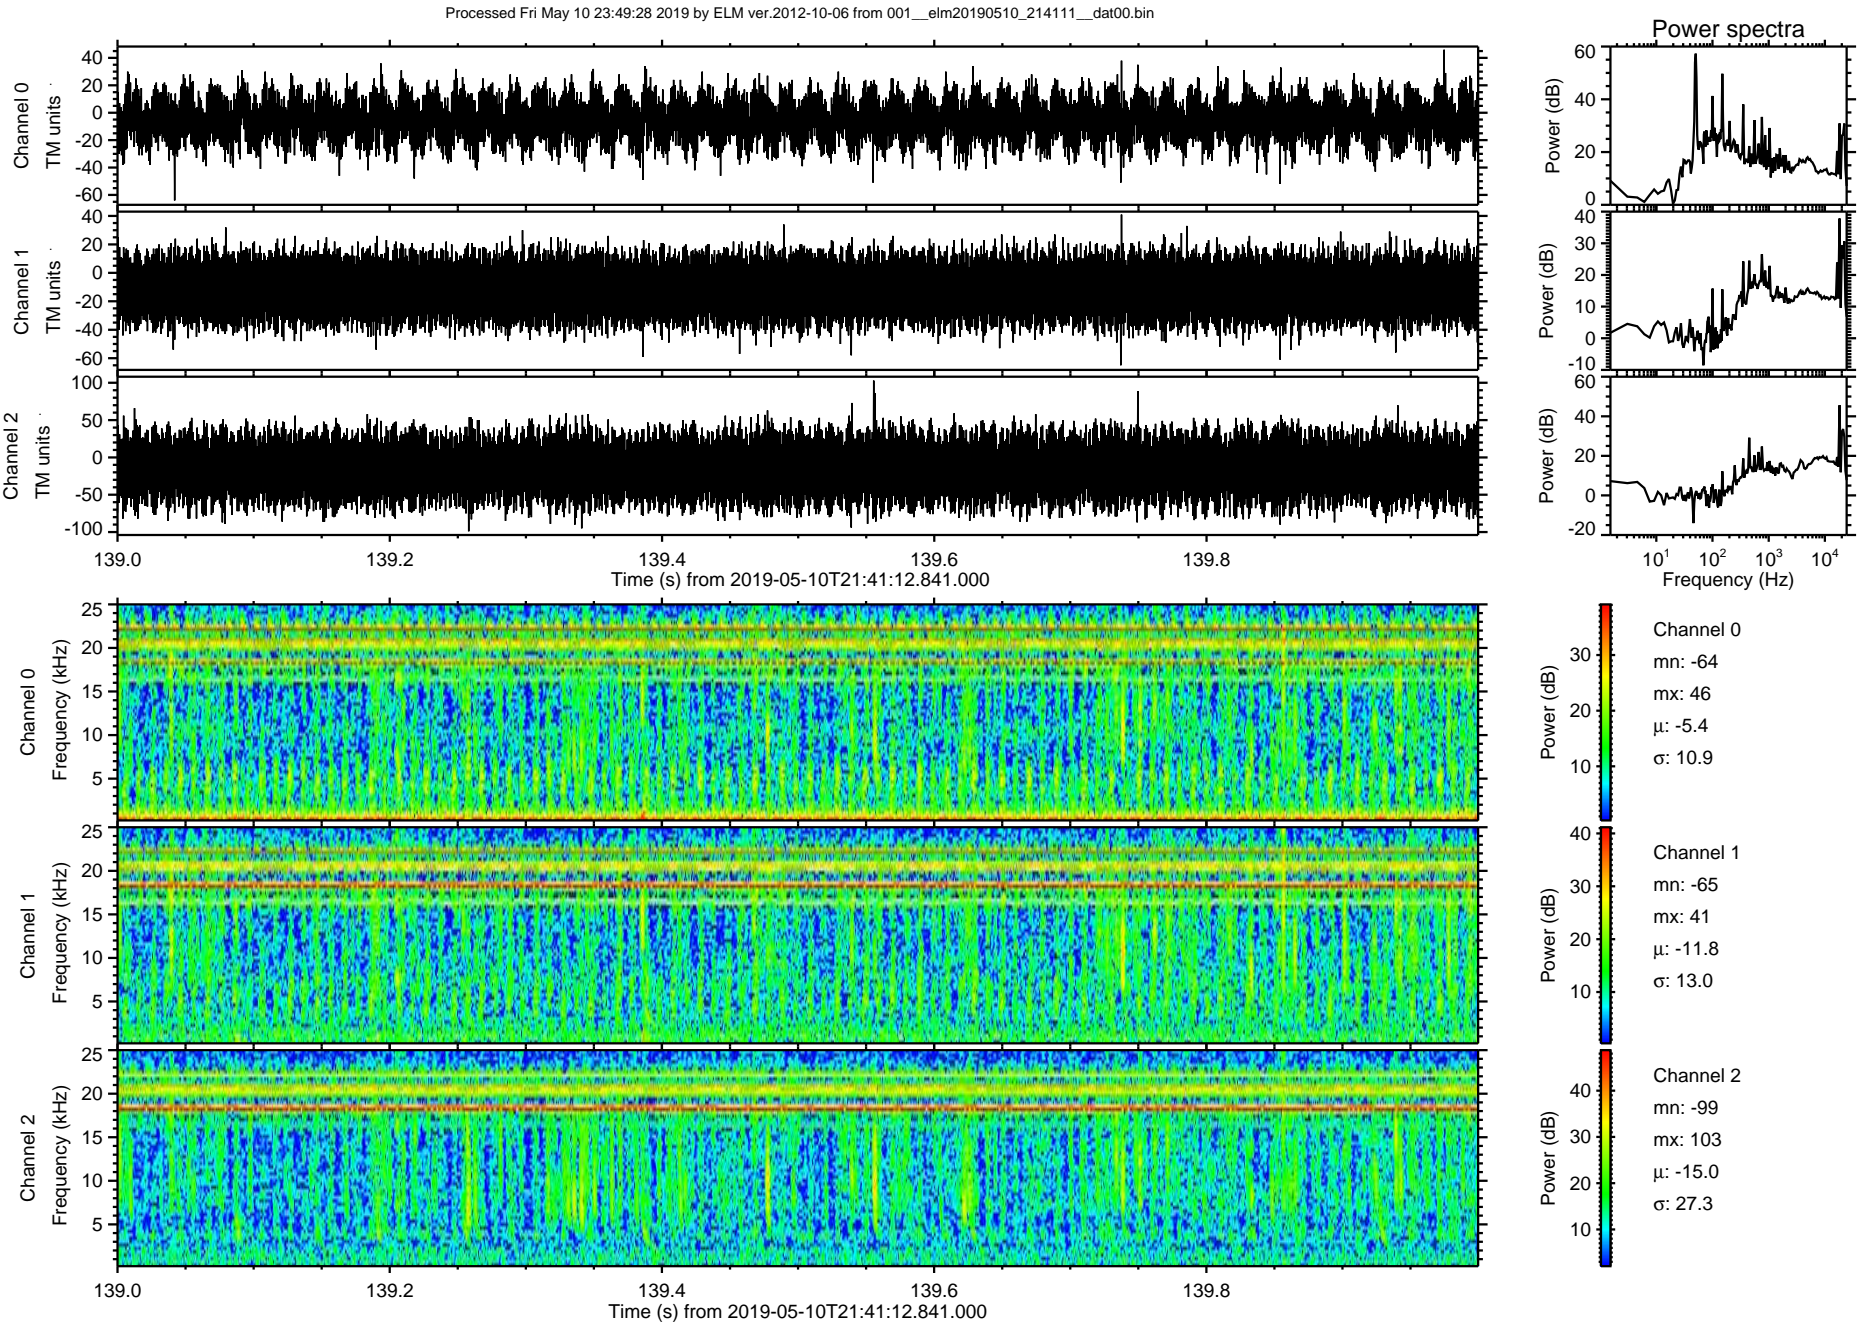 Processed Fri May 10 23:49:28 2019 by ELM ver.2012-10-06 from 001__elm20190510_214111__dat00.bin
Power spectra
Channel 0
TM units
40
20
0
-20
-40
-60
Power (dB)
60
40
20
0
Channel 1
TM units
40
20
0
-20
-40
-60
Power (dB)
40
30
20
10
0
-10
Channel 2
TM units
100
50
0
-50
-100
Power (dB)
60
40
20
0
-20
139.0 139.2 139.4 139.6 139.8
Time (s) from 2019-05-10T21:41:12.841.000
10^1 10^2 10^3 10^4
Frequency (Hz)
Channel 0
Frequency (kHz)
25
20
15
10
5
Power (dB)
30
20
10
Channel 0
mn: -64
mx: 46
μ: -5.4
σ: 10.9
Channel 1
Frequency (kHz)
25
20
15
10
5
Power (dB)
40
30
20
10
Channel 1
mn: -65
mx: 41
μ: -11.8
σ: 13.0
Channel 2
Frequency (kHz)
25
20
15
10
5
Power (dB)
40
30
20
10
Channel 2
mn: -99
mx: 103
μ: -15.0
σ: 27.3
139.0 139.2 139.4 139.6 139.8
Time (s) from 2019-05-10T21:41:12.841.000